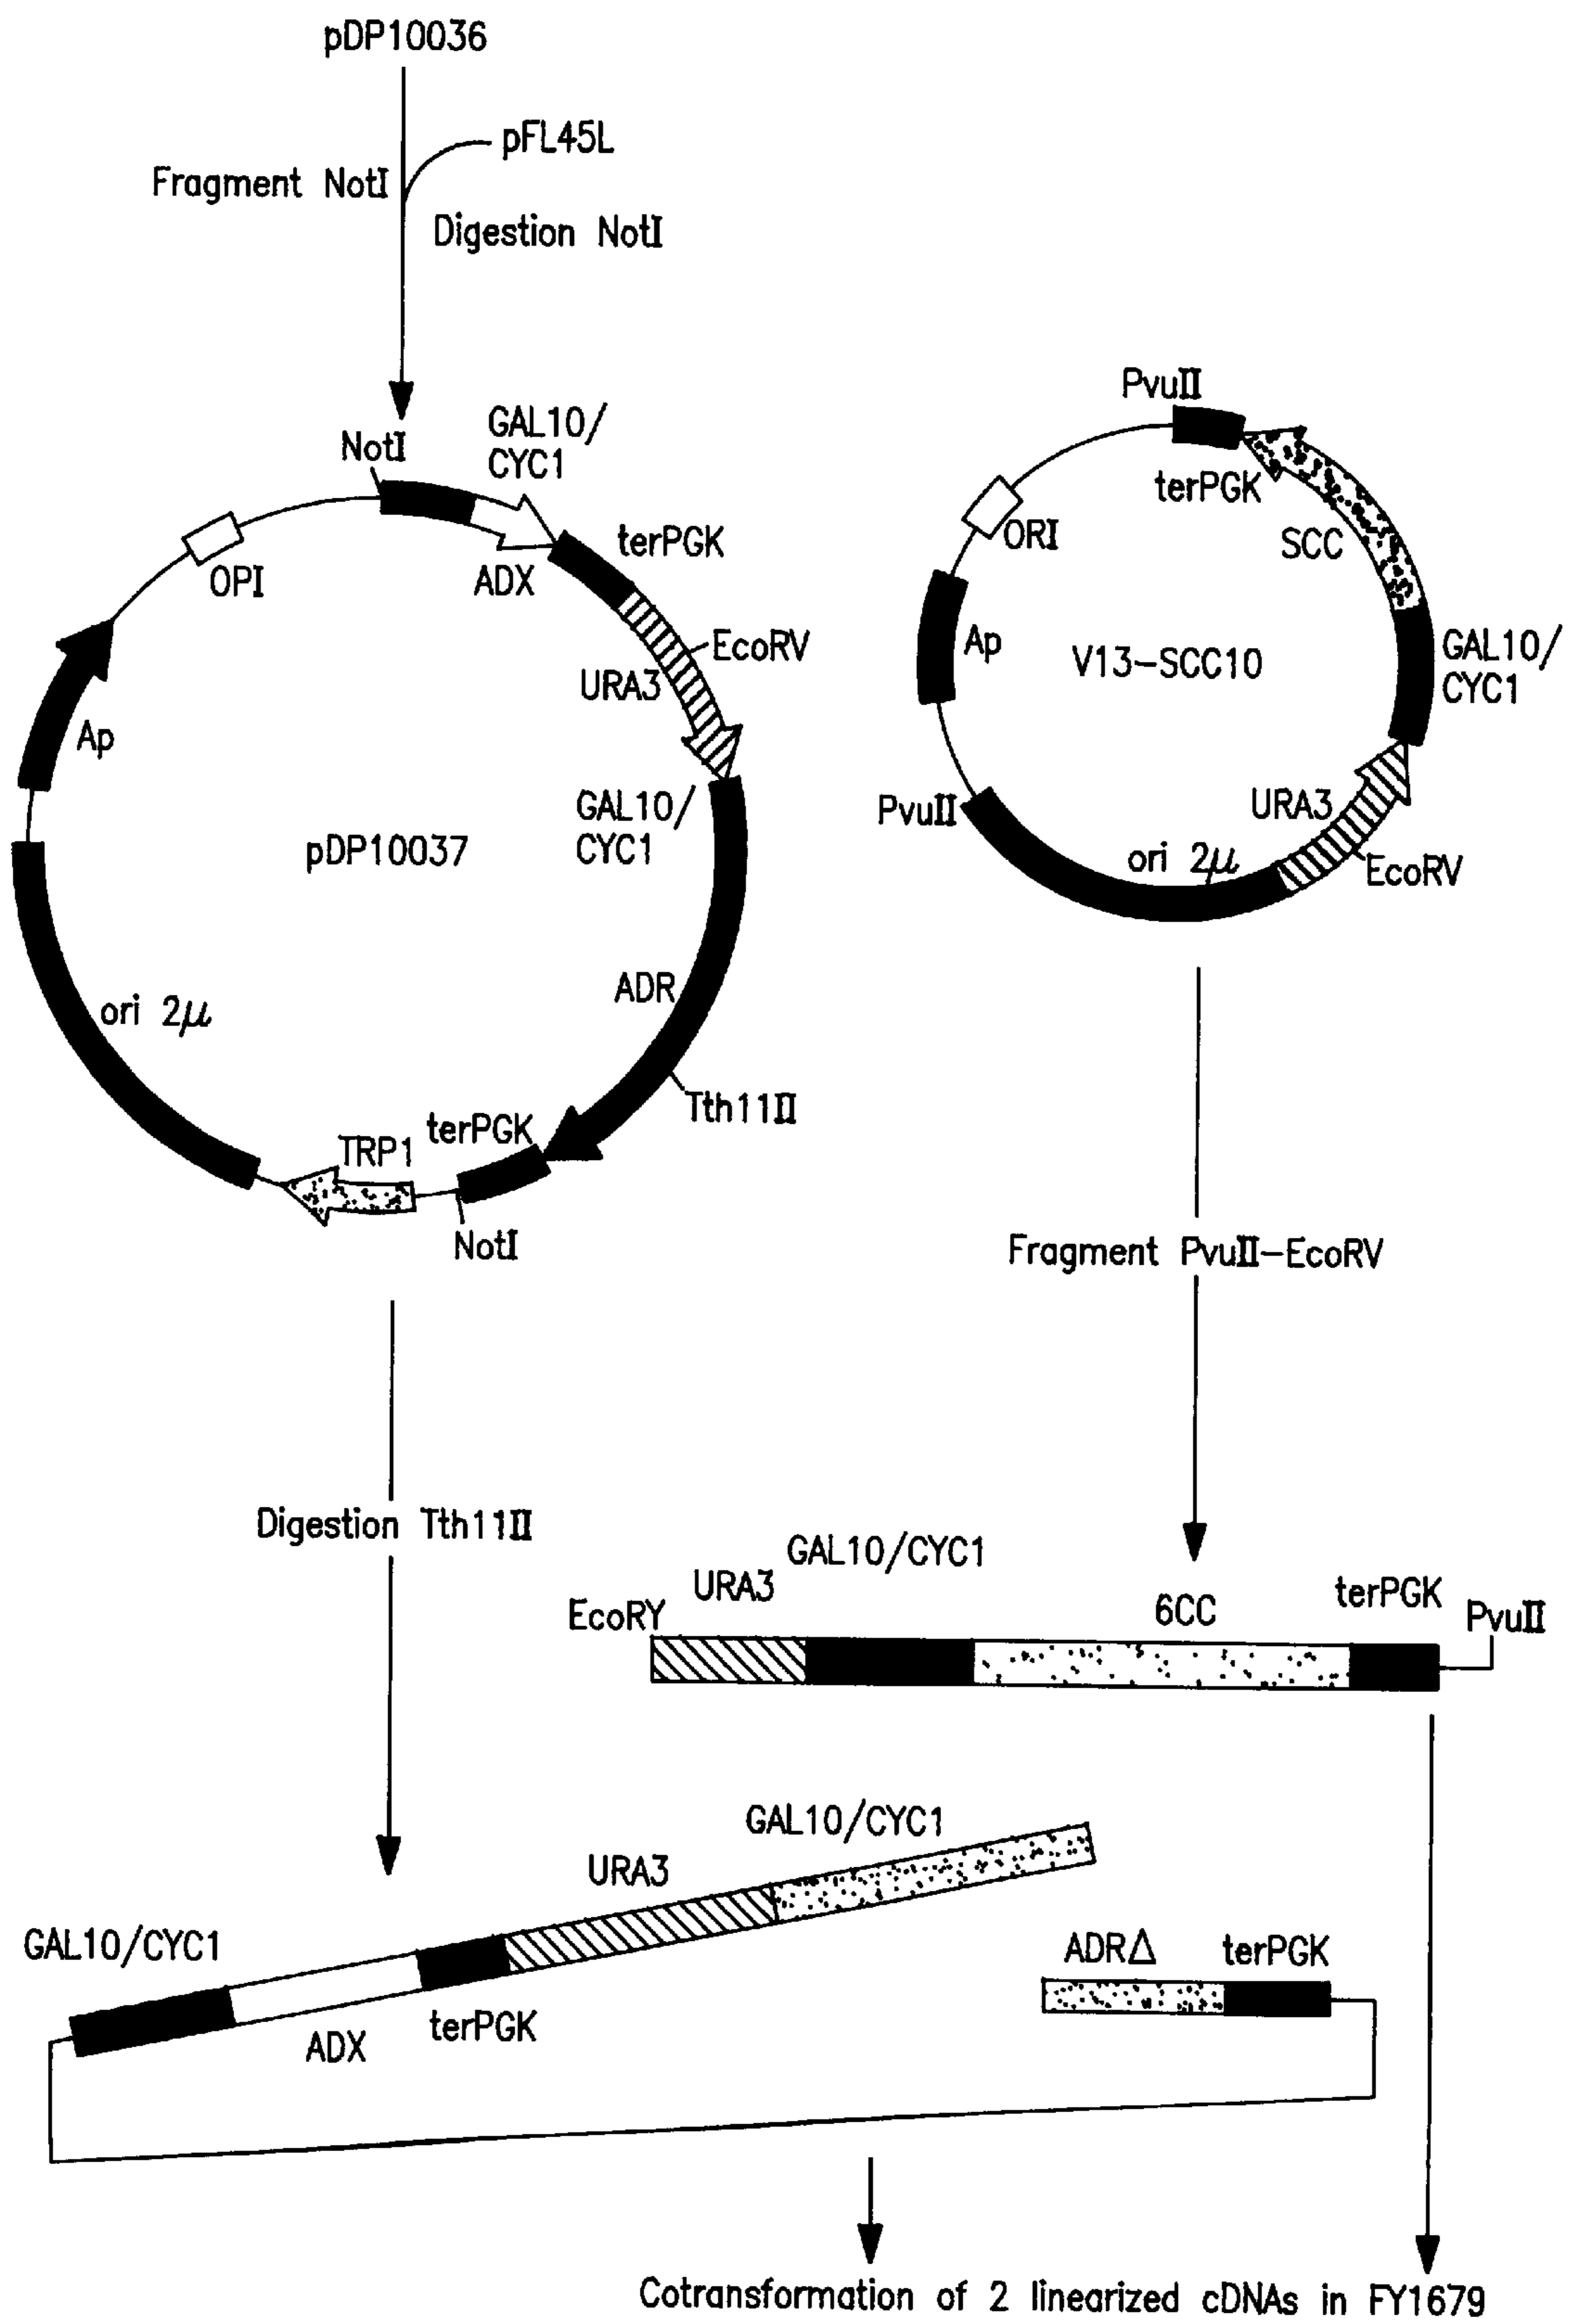 pDP10036
pFL45L
Fragment NotI
Digestion NotI
NotI
GAL10/
CYC1
OPI
ADX
terPGK
EcoRV
URA3
Ap
GAL10/
CYC1
pDP10037
ADR
ori 2μ
Tth11II
terPGK
TRP1
NotI
PvuII
terPGK
ORI
SCC
Ap
V13-SCC10
GAL10/
CYC1
PvuII
URA3
ori 2μ
EcoRV
Fragment PvuII-EcoRV
Digestion Tth11II
GAL10/CYC1
URA3
EcoRY
6CC
terPGK
PvuII
GAL10/CYC1
URA3
GAL10/CYC1
ADX
terPGK
ADRΔ
terPGK
Cotransformation of 2 linearized cDNAs in FY1679